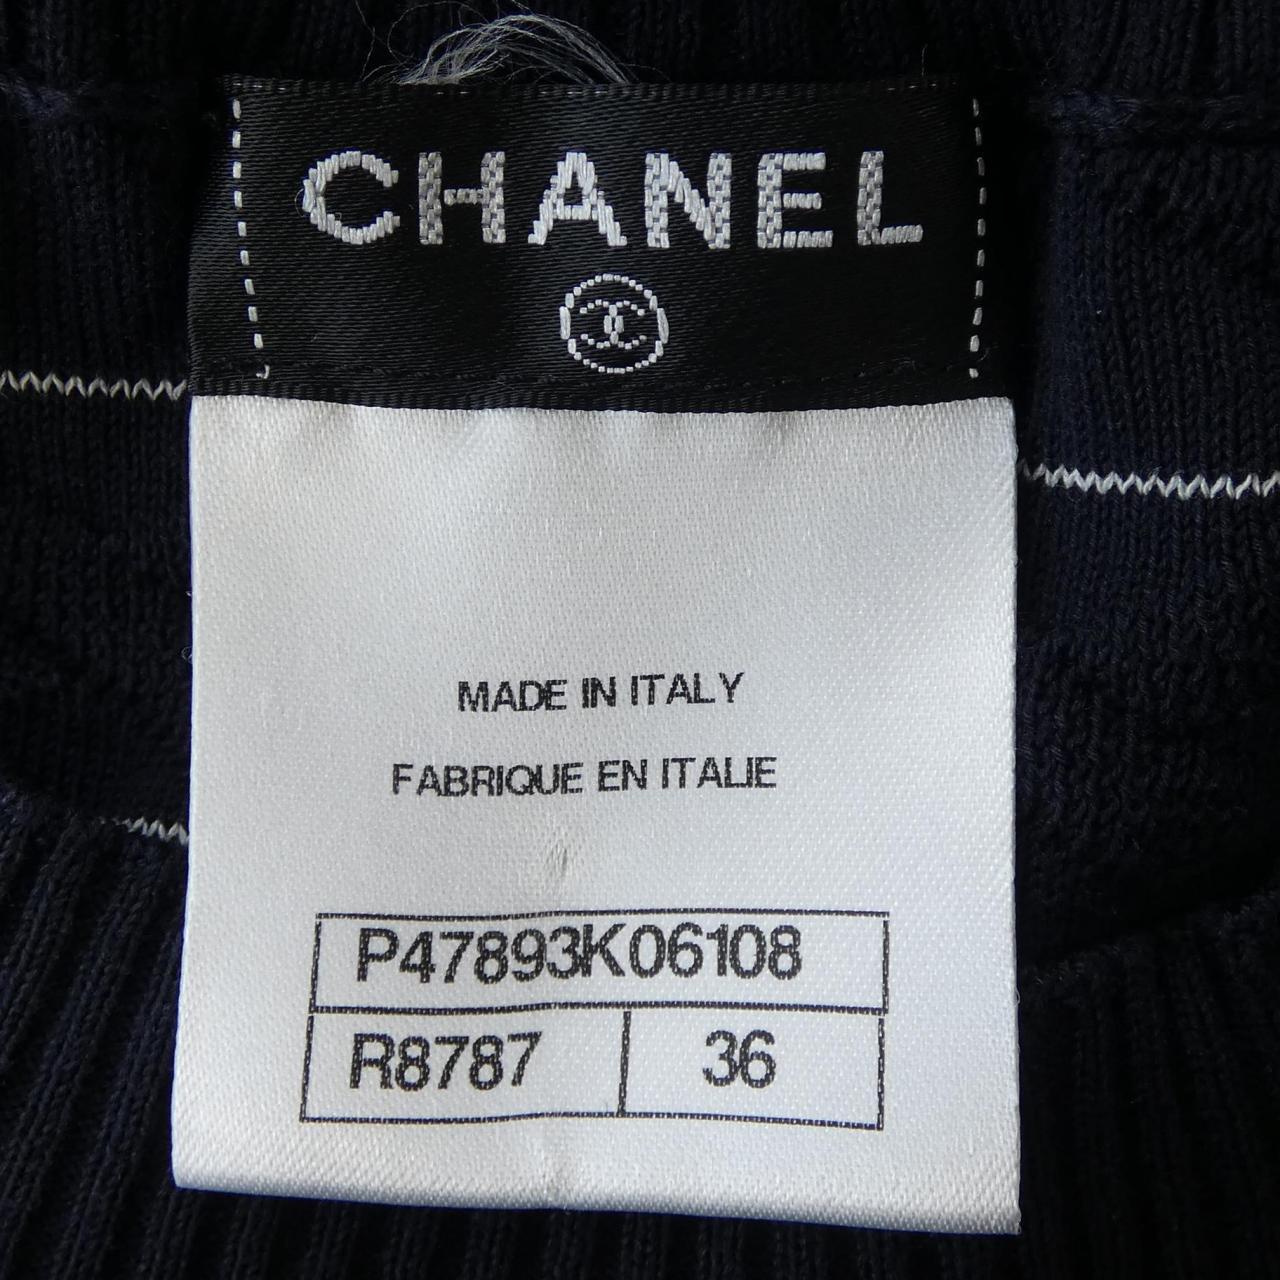 CHANEL
MADE IN ITALY
FABRIQUE EN ITALIE
P47893K06108
R8787 36